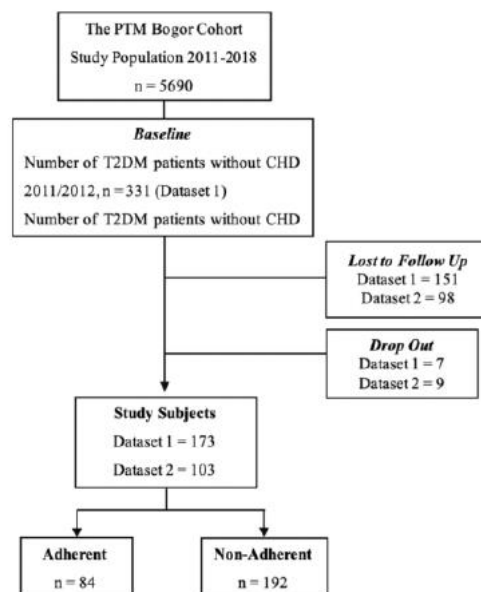 The PTM Bogor Cohort
Study Population 2011-2018
n = 5690
Baseline
Number of T2DM patients without CHD
2011/2012, n = 331 (Dataset 1)
Number of T2DM patients without CHD
Lost to Follow Up
Dataset 1 = 151
Dataset 2 = 98
Drop Out
Dataset 1 = 7
Dataset 2 = 9
Study Subjects
Dataset 1 = 173
Dataset 2 = 103
Adherent
n = 84
Non-Adherent
n = 192